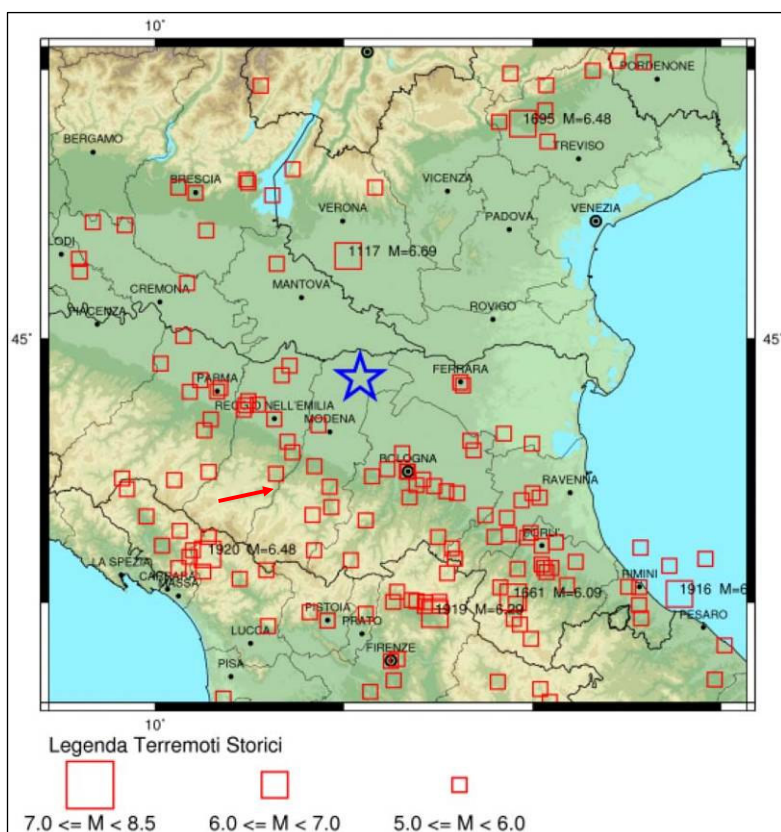 10°
PORDENONE
1695 M=6.48
BERGAMO
TREVISO
BRESCIA
VICENZA
VERONA
PADOVA
VENEZIA
LODI
1117 M=6.69
CREMONA
MANTOVA
PIACENZA
ROVIGO
45°
45°
PARMA
FERRARA
REGGIO NELL'EMILIA
MODENA
BOLOGNA
RAVENNA
FORLI'
1920 M=6.48
LA SPEZIA
CARRARA
MASSA
RIMINI
1661 M=6.09
1916 M=6
1919 M=6.29
PISTOIA
PESARO
PRATO
LUCCA
FIRENZE
PISA
10°
Legenda Terremoti Storici
7.0 <= M < 8.5 6.0 <= M < 7.0 5.0 <= M < 6.0